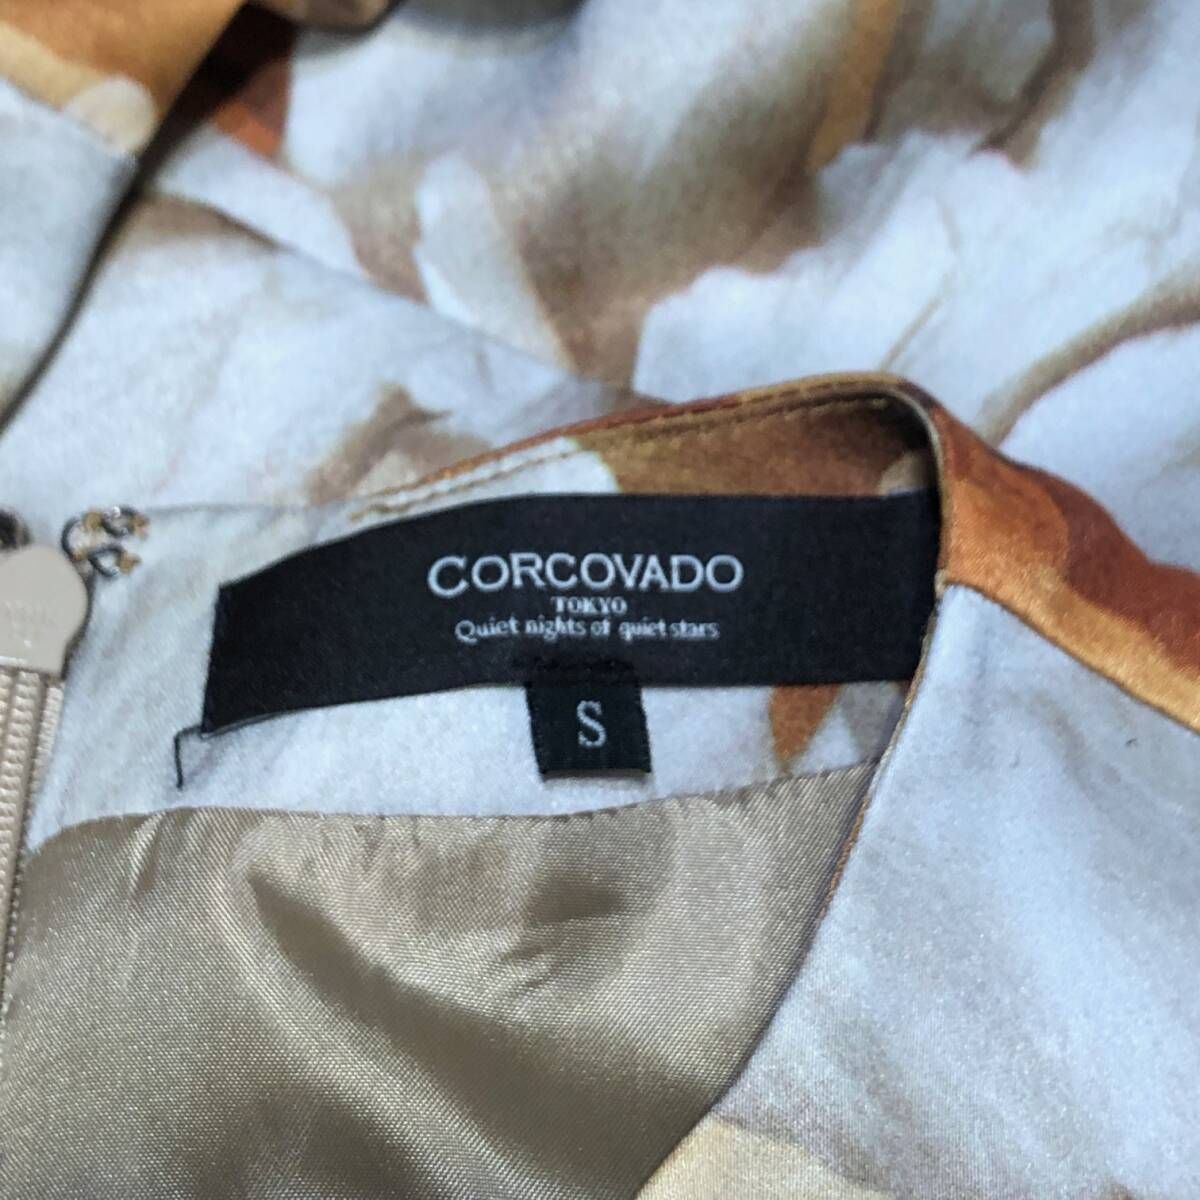 CORCOVADO
TOKYO
Quiet nights of quiet stars
S